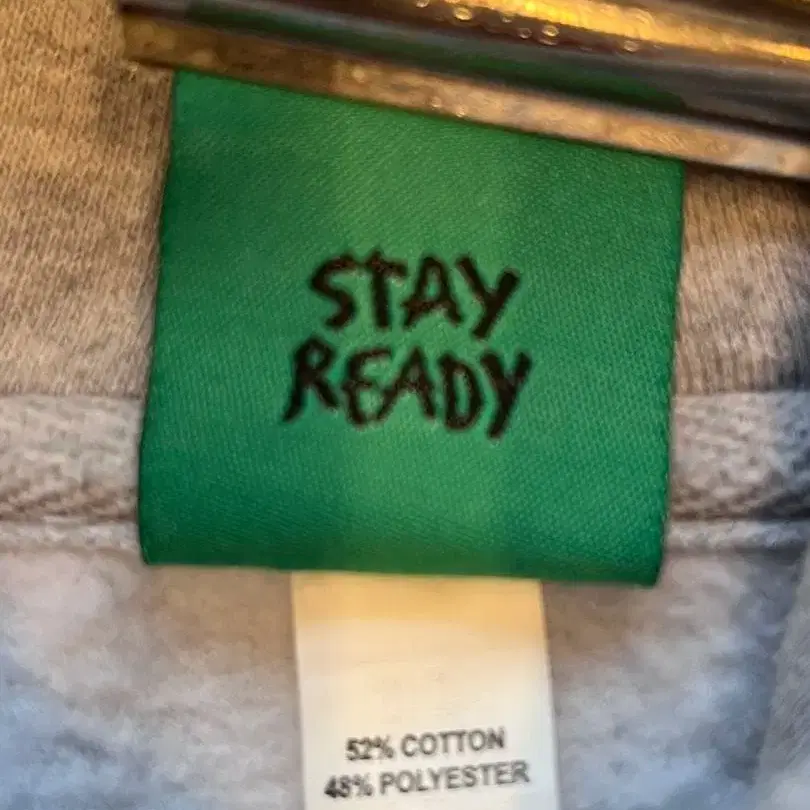 STAY
READY
52% COTTON
48% POLYESTER